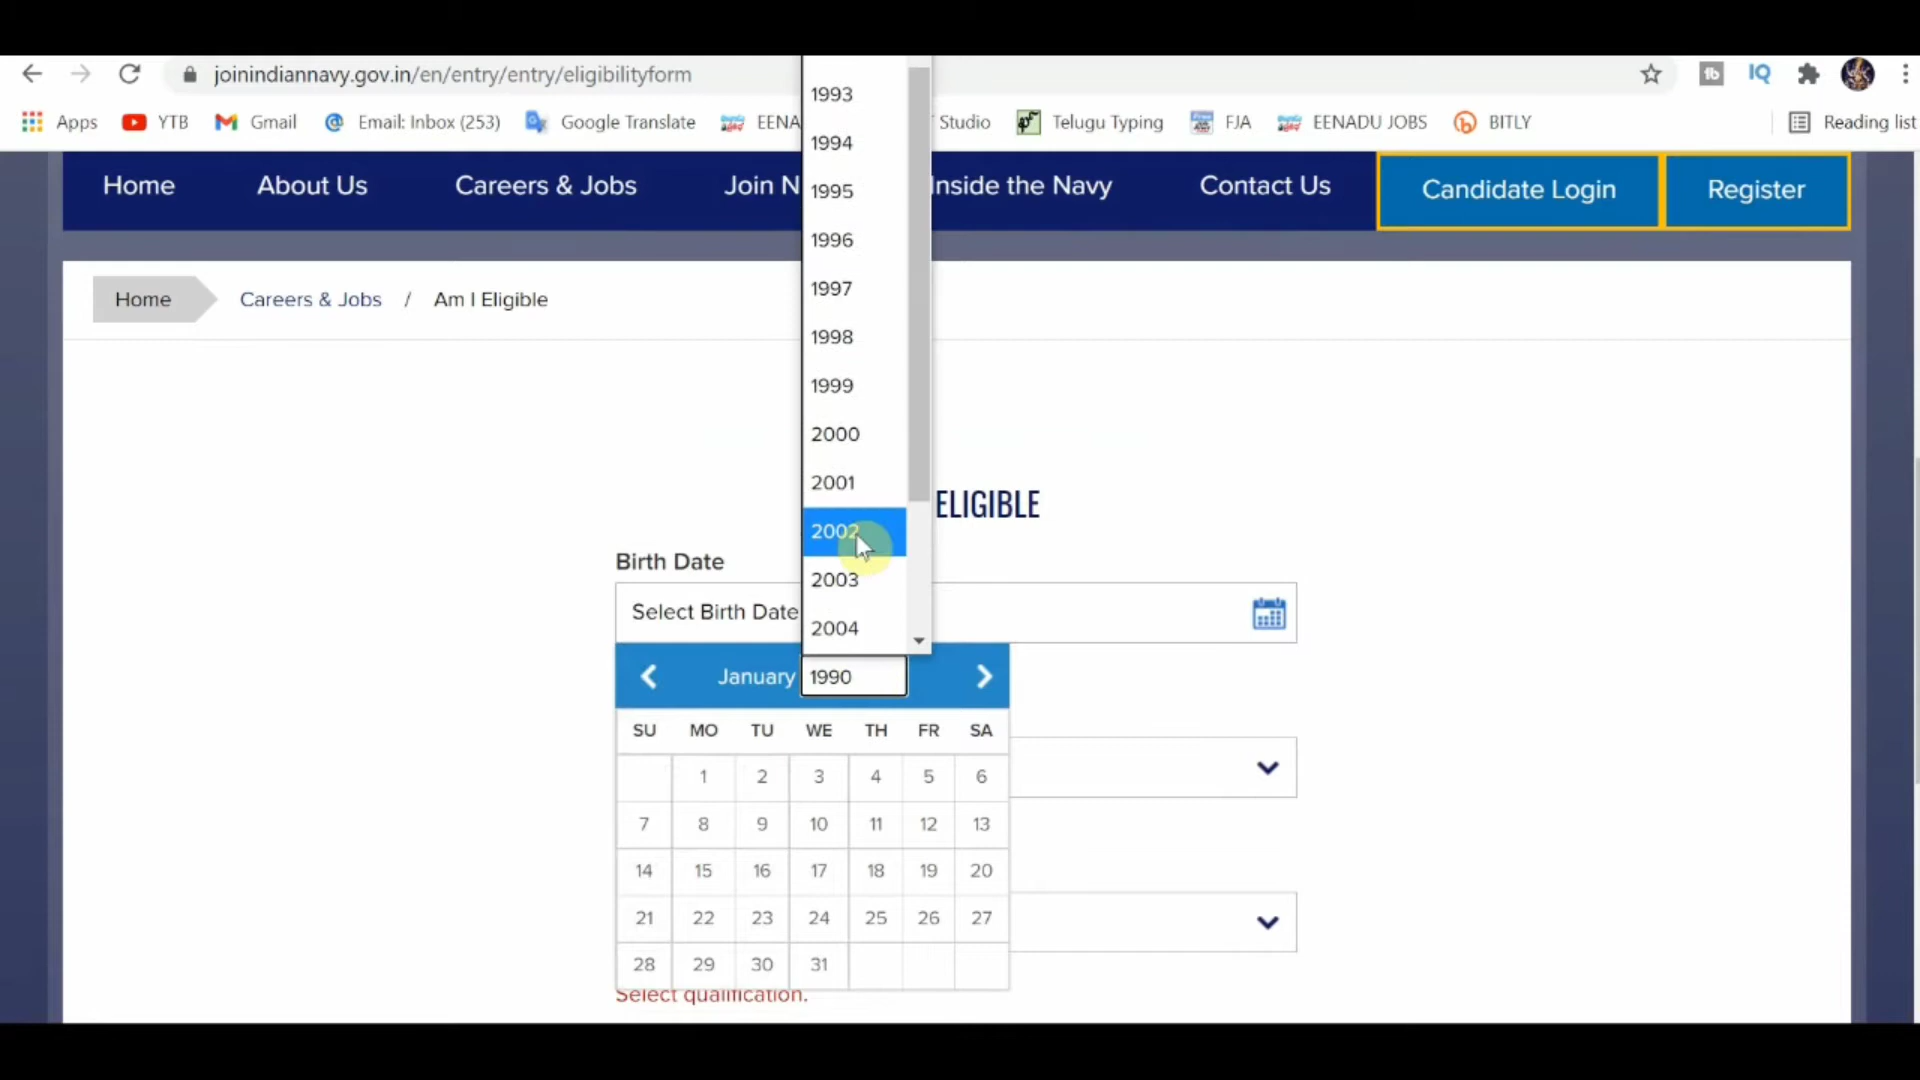 joinindiannavy.gov.in/en/entry/entry/eligibilityform
Apps YTB Gmail Email: Inbox (253) Google Translate EENA Studio Telugu Typing FJA EENADU JOBS BITLY Reading list
Home About Us Careers & Jobs Join N Inside the Navy Contact Us Candidate Login Register
Home Careers & Jobs / Am I Eligible
1993
1994
1995
1996
1997
1998
1999
2000
2001
2002
2003
2004
ELIGIBLE
Birth Date
Select Birth Date
January 1990
SU MO TU WE TH FR SA
1 2 3 4 5 6
7 8 9 10 11 12 13
14 15 16 17 18 19 20
21 22 23 24 25 26 27
28 29 30 31
Select qualification.